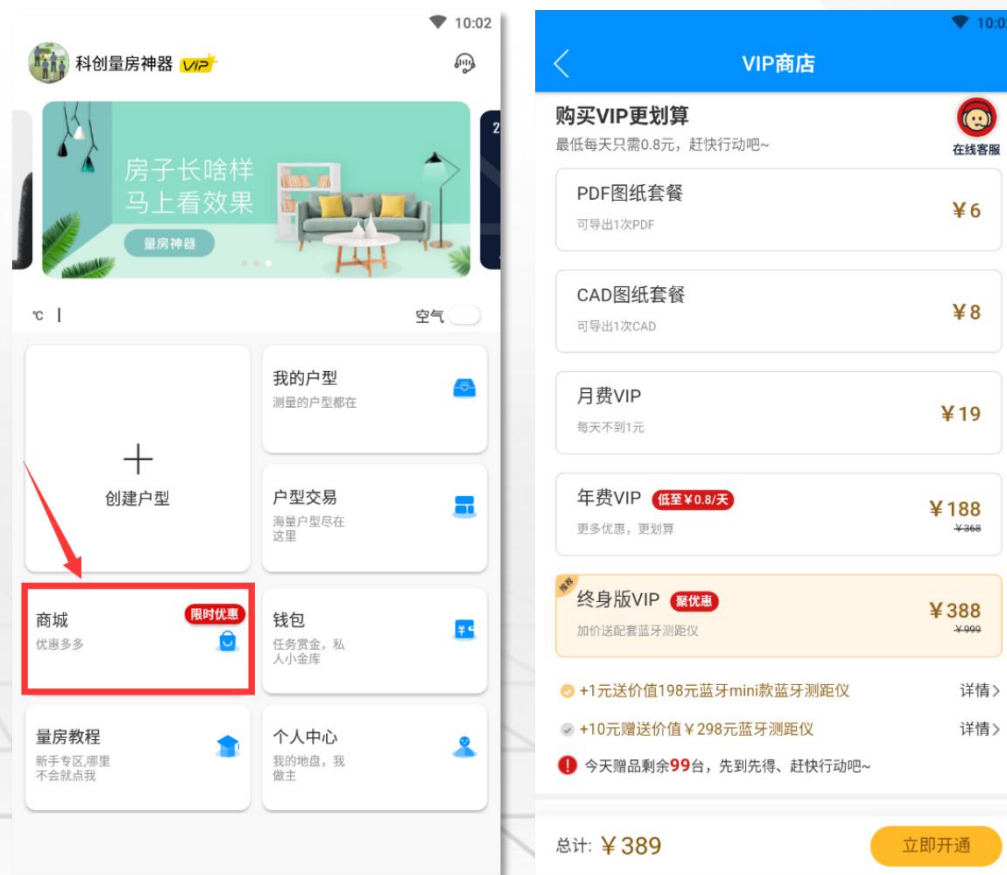 10:02
科创量房神器 VIP
房子长啥样
马上看效果
量房神器
2
℃
空气
我的户型
测量的户型都在
创建户型
户型交易
海量户型尽在
这里
商城
限时优惠
优惠多多
钱包
任务赏金，私
人小金库
量房教程
新手专区,哪里
不会就点我
个人中心
我的地盘，我
做主
10:02
VIP商店
购买VIP更划算
最低每天只需0.8元，赶快行动吧~
在线客服
PDF图纸套餐
可导出1次PDF
¥6
CAD图纸套餐
可导出1次CAD
¥8
月费VIP
每天不到1元
¥19
年费VIP 低至¥0.8/天
更多优惠，更划算
¥188
¥368
推荐
终身版VIP 聚优惠
加价送配套蓝牙测距仪
¥388
¥999
+1元送价值198元蓝牙mini款蓝牙测距仪 详情>
+10元赠送价值¥298元蓝牙测距仪 详情>
今天赠品剩余99台，先到先得、赶快行动吧~
总计: ¥389
立即开通